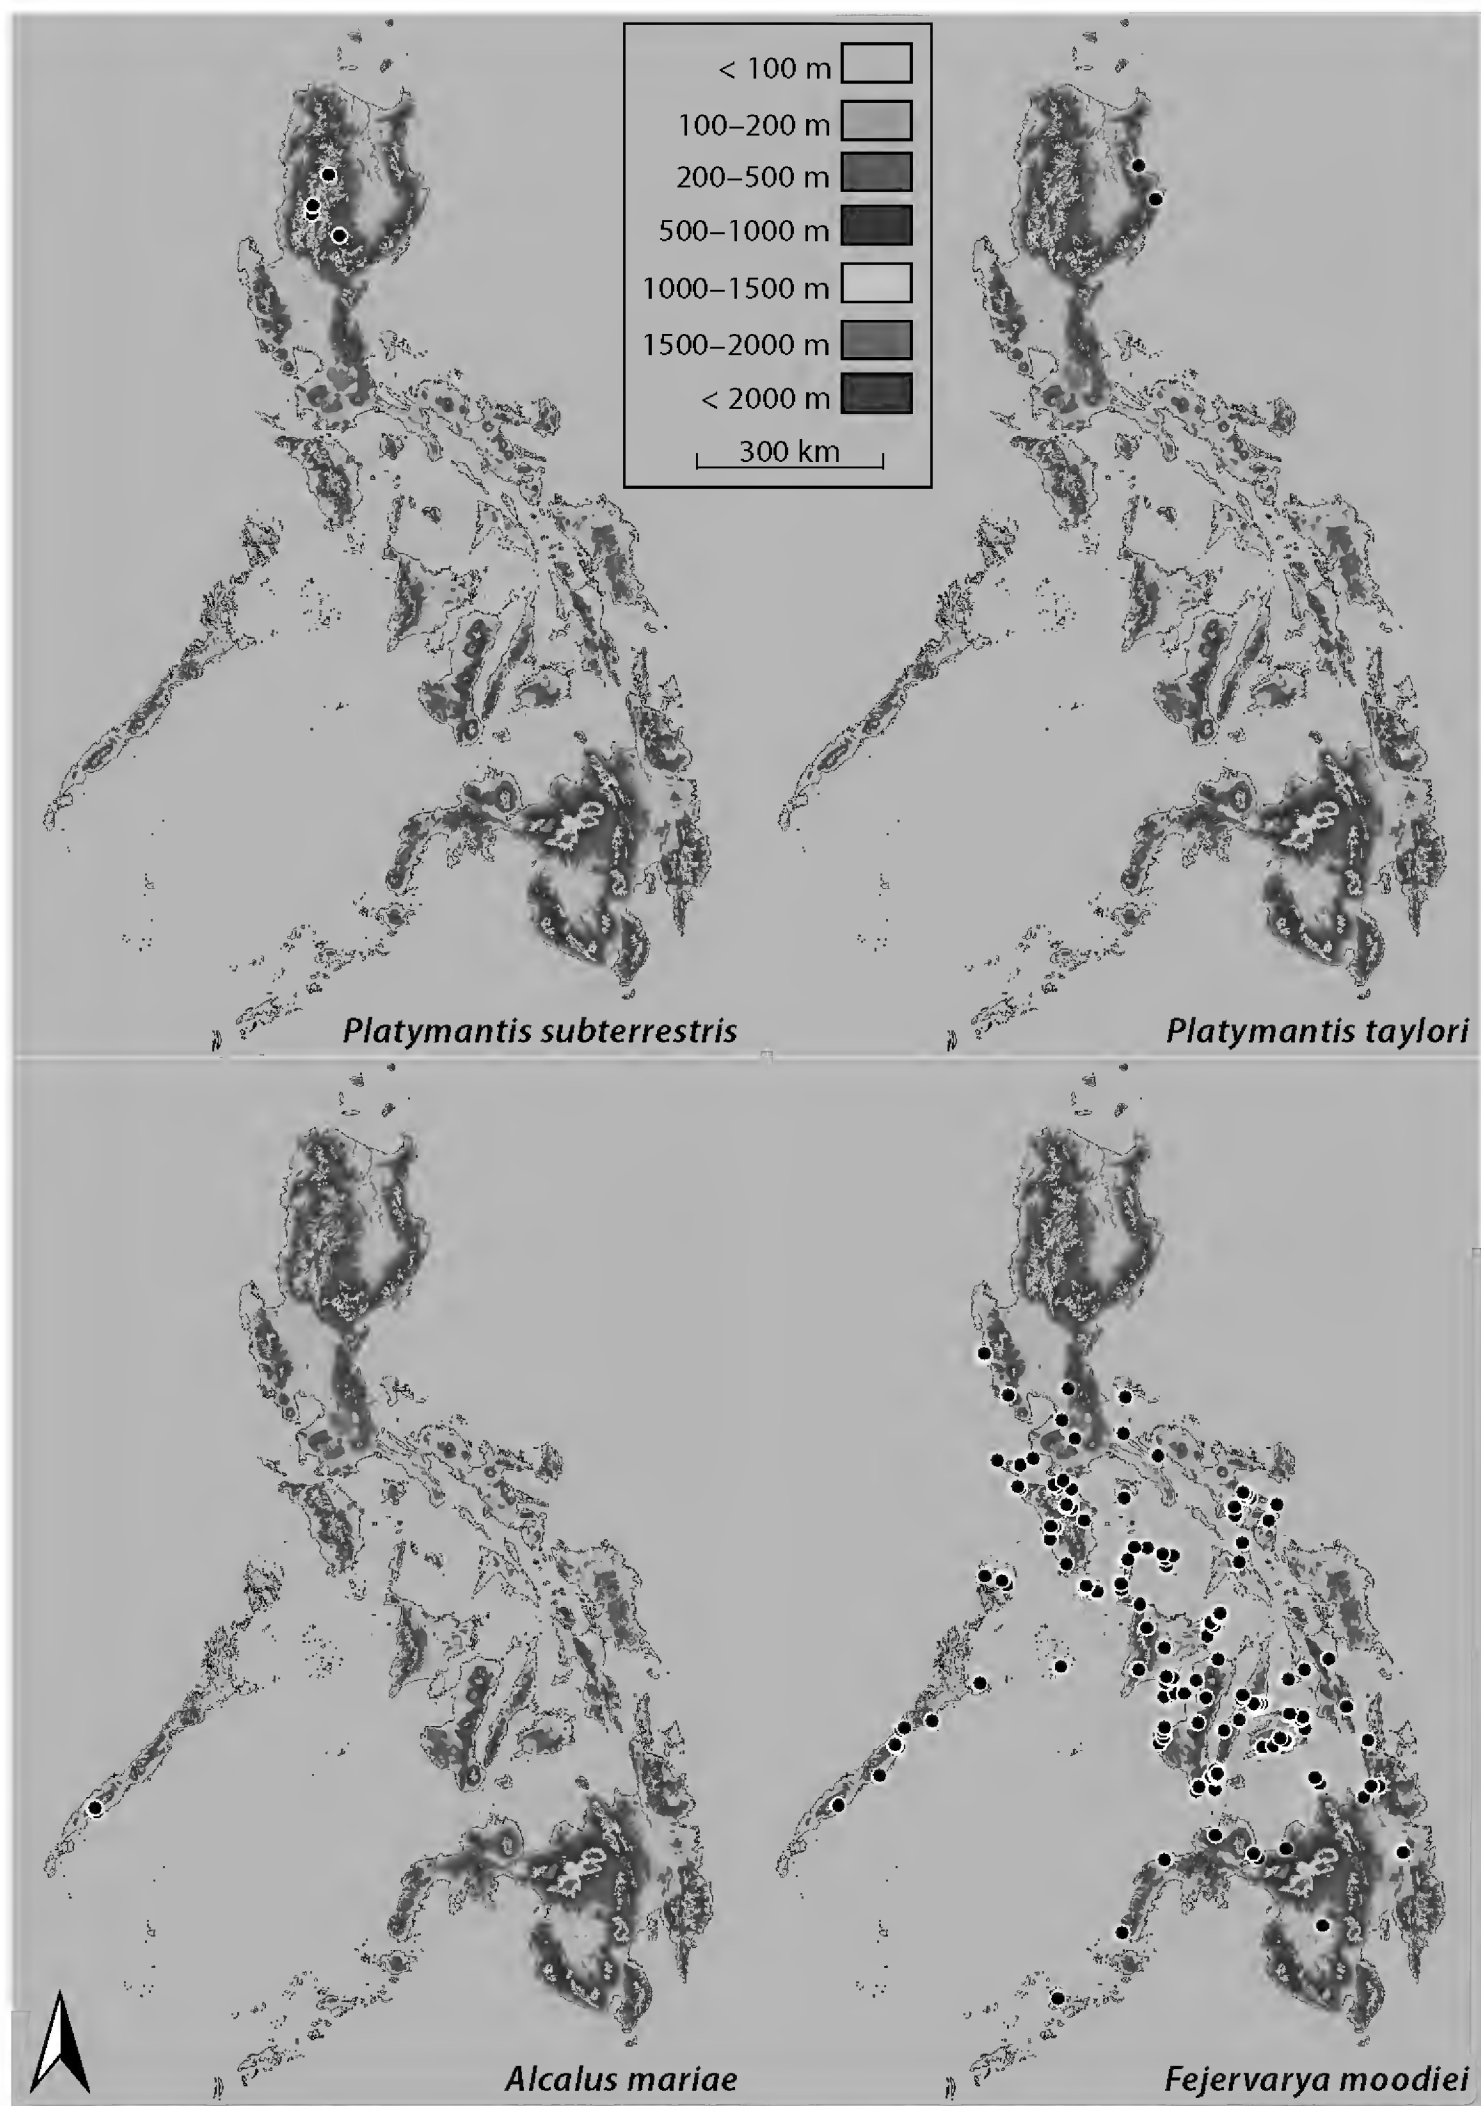 < 100 m
100–200 m
200–500 m
500–1000 m
1000–1500 m
1500–2000 m
< 2000 m
300 km
Platymantis subterrestris
Platymantis taylori
Alcalus mariae
Fejervarya moodiei